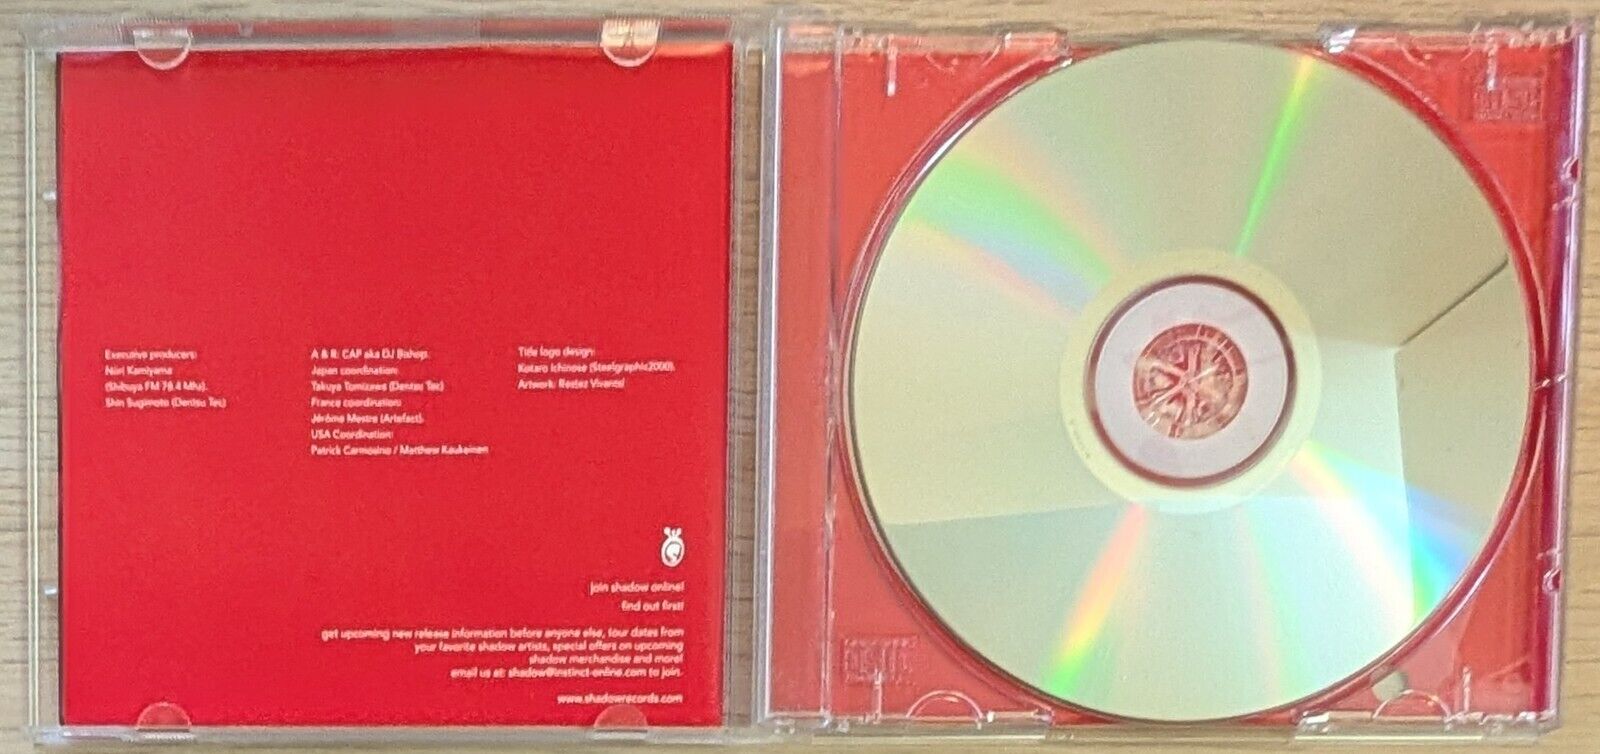 Executive producers:
Niiri Kamiyama
(Shibuya FM 78.4 Mhz).
Shin Sugimoto (Dentsu Tec)
A & R: CAP aka DJ Bishop.
Japan coordination:
Takuya Tomizawa (Dentsu Tec)
France coordination:
Jérôme Mestre (Artefact).
USA Coordination:
Patrick Carmosino / Matthew Kaukeinen
Title logo design:
Kotaro Ichinose (Steelgraphic2000).
Artwork: Restez Vivants!
join shadow online!
find out first!
get upcoming new release information before anyone else, tour dates from
your favorite shadow artists, special offers on upcoming
shadow merchandise and more!
email us at: shadow@instinct-online.com to join.
www.shadowrecords.com